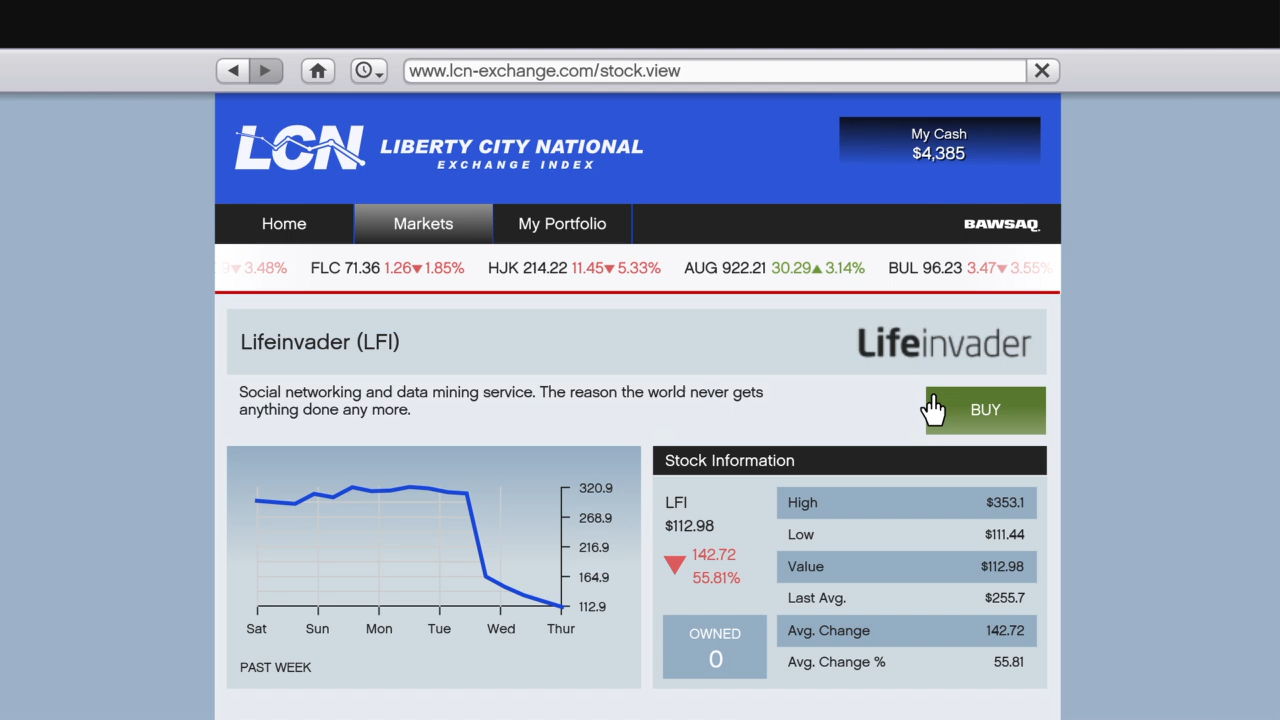 www.lcn-exchange.com/stock.view
LCN LIBERTY CITY NATIONAL
EXCHANGE INDEX
My Cash
$4,385
Home Markets My Portfolio BAWSAQ
3.48% FLC 71.36 1.26▼1.85% HJK 214.22 11.45▼5.33% AUG 922.21 30.29▲3.14% BUL 96.23 3.47▼3.55%
Lifeinvader (LFI) Lifeinvader
Social networking and data mining service. The reason the world never gets
anything done any more.
BUY
320.9
268.9
216.9
164.9
112.9
Sat Sun Mon Tue Wed Thur
PAST WEEK
Stock Information
LFI
$112.98
142.72
55.81%
OWNED
0
High $353.1
Low $111.44
Value $112.98
Last Avg. $255.7
Avg. Change 142.72
Avg. Change % 55.81